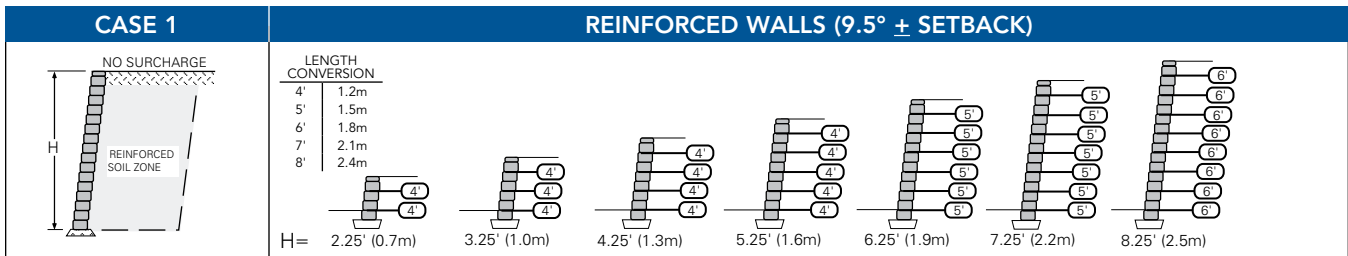 CASE 1
REINFORCED WALLS (9.5° ± SETBACK)
NO SURCHARGE
H
REINFORCED
SOIL ZONE
LENGTH
CONVERSION
4' 1.2m
5' 1.5m
6' 1.8m
7' 2.1m
8' 2.4m
4'
4'
4'
4'
4'
4'
4'
4'
4'
4'
4'
4'
4'
4'
5'
5'
5'
5'
5'
5'
5'
5'
5'
5'
5'
5'
5'
6'
6'
6'
6'
6'
6'
6'
6'
H= 2.25' (0.7m) 3.25' (1.0m) 4.25' (1.3m) 5.25' (1.6m) 6.25' (1.9m) 7.25' (2.2m) 8.25' (2.5m)